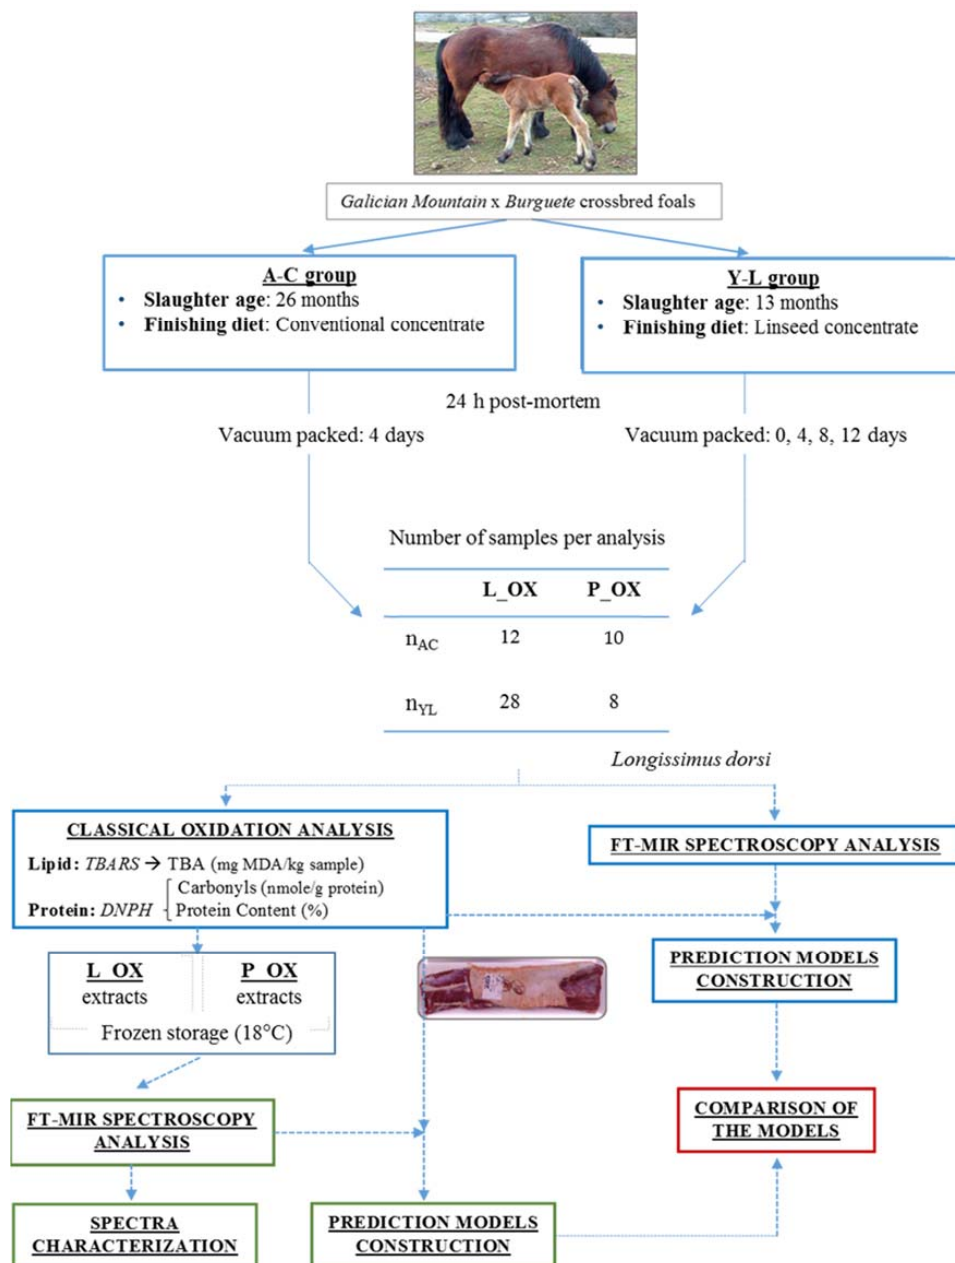 Galician Mountain x Burguete crossbred foals
A-C group
• Slaughter age: 26 months
• Finishing diet: Conventional concentrate
Y-L group
• Slaughter age: 13 months
• Finishing diet: Linseed concentrate
24 h post-mortem
Vacuum packed: 4 days
Vacuum packed: 0, 4, 8, 12 days
Number of samples per analysis
L_OX P_OX
nAC 12 10
nYL 28 8
Longissimus dorsi
CLASSICAL OXIDATION ANALYSIS
Lipid: TBARS → TBA (mg MDA/kg sample)
Carbonyls (nmole/g protein)
Protein: DNPH { Protein Content (%)
FT-MIR SPECTROSCOPY ANALYSIS
L_OX
extracts
P_OX
extracts
Frozen storage (18°C)
PREDICTION MODELS
CONSTRUCTION
FT-MIR SPECTROSCOPY
ANALYSIS
COMPARISON OF
THE MODELS
SPECTRA
CHARACTERIZATION
PREDICTION MODELS
CONSTRUCTION